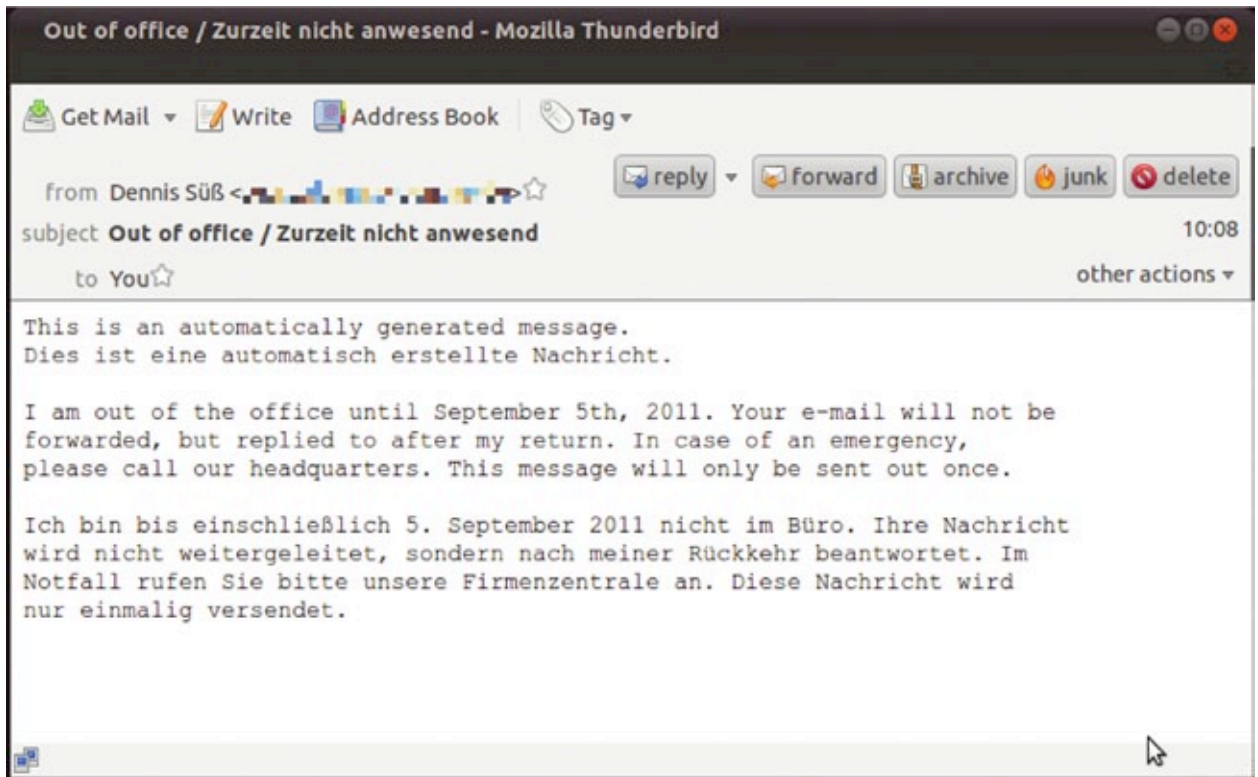 Out of office / Zurzeit nicht anwesend - Mozilla Thunderbird
Get Mail Write Address Book Tag
reply forward archive junk delete
from Dennis Süß < >
subject Out of office / Zurzeit nicht anwesend 10:08
to You other actions
This is an automatically generated message.
Dies ist eine automatisch erstellte Nachricht.
I am out of the office until September 5th, 2011. Your e-mail will not be
forwarded, but replied to after my return. In case of an emergency,
please call our headquarters. This message will only be sent out once.
Ich bin bis einschließlich 5. September 2011 nicht im Büro. Ihre Nachricht
wird nicht weitergeleitet, sondern nach meiner Rückkehr beantwortet. Im
Notfall rufen Sie bitte unsere Firmenzentrale an. Diese Nachricht wird
nur einmalig versendet.